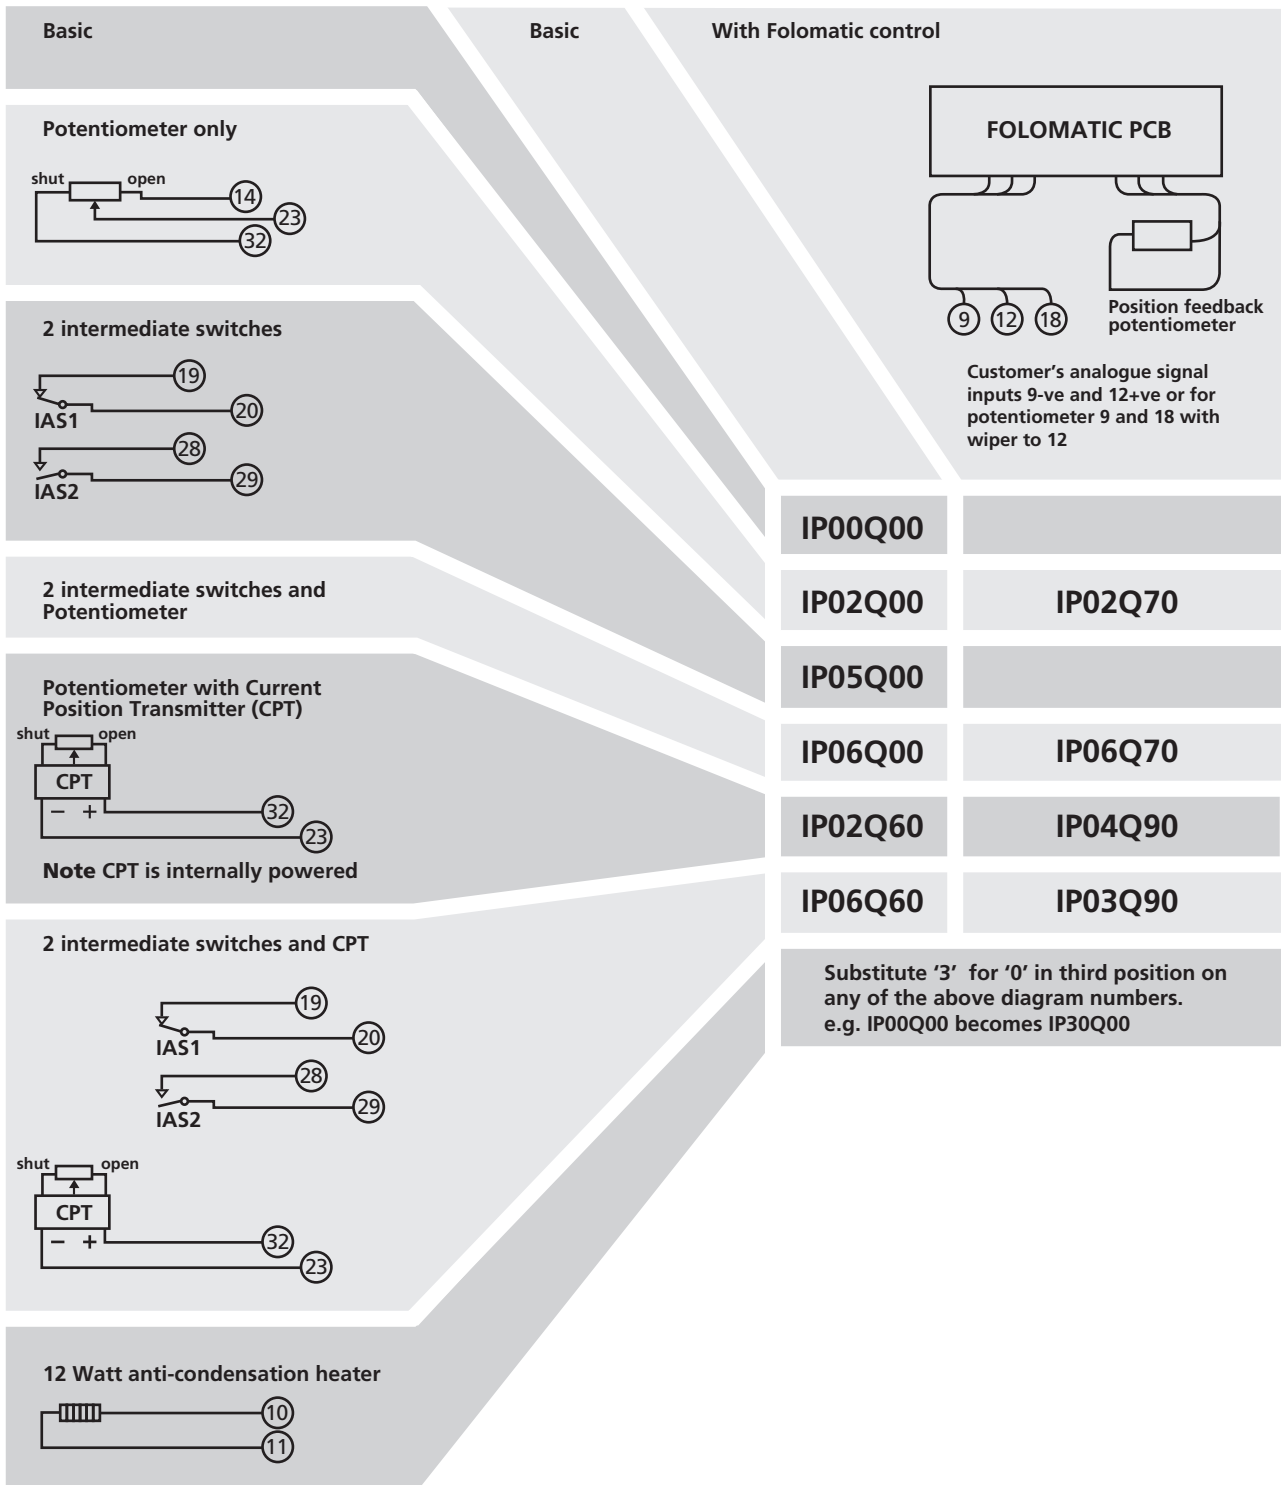 Basic
Basic
With Folomatic control
Potentiometer only
shut
open
14
23
32
FOLOMATIC PCB
9
12
18
Position feedback
potentiometer
Customer’s analogue signal
inputs 9-ve and 12+ve or for
potentiometer 9 and 18 with
wiper to 12
2 intermediate switches
19
IAS1
20
28
IAS2
29
2 intermediate switches and
Potentiometer
Potentiometer with Current
Position Transmitter (CPT)
shut
open
CPT
– +
32
23
Note CPT is internally powered
2 intermediate switches and CPT
19
IAS1
20
28
IAS2
29
shut
open
CPT
– +
32
23
12 Watt anti-condensation heater
10
11
IP00Q00
IP02Q00
IP02Q70
IP05Q00
IP06Q00
IP06Q70
IP02Q60
IP04Q90
IP06Q60
IP03Q90
Substitute ‘3’ for ‘0’ in third position on
any of the above diagram numbers.
e.g. IP00Q00 becomes IP30Q00